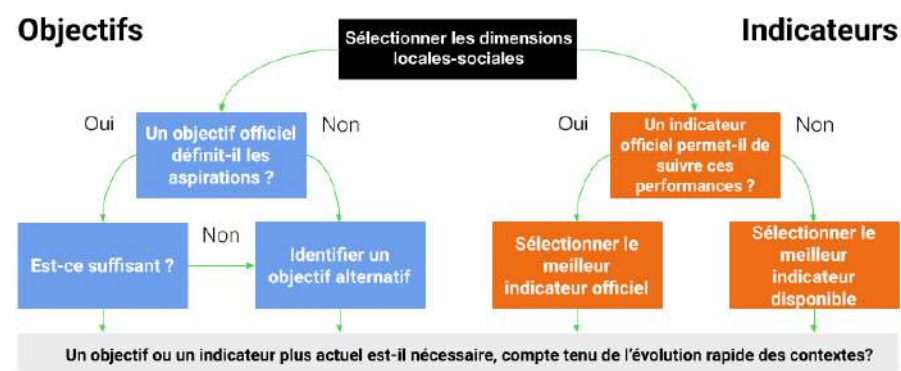 Objectifs
Indicateurs
Sélectionner les dimensions
locales-sociales
Oui
Un objectif officiel
définit-il les
aspirations ?
Non
Oui
Un indicateur
officiel permet-il de
suivre ces
performances ?
Non
Est-ce suffisant ?
Non
Identifier un
objectif alternatif
Sélectionner le
meilleur
indicateur officiel
Sélectionner le
meilleur
indicateur
disponible
Un objectif ou un indicateur plus actuel est-il nécessaire, compte tenu de l'évolution rapide des contextes?